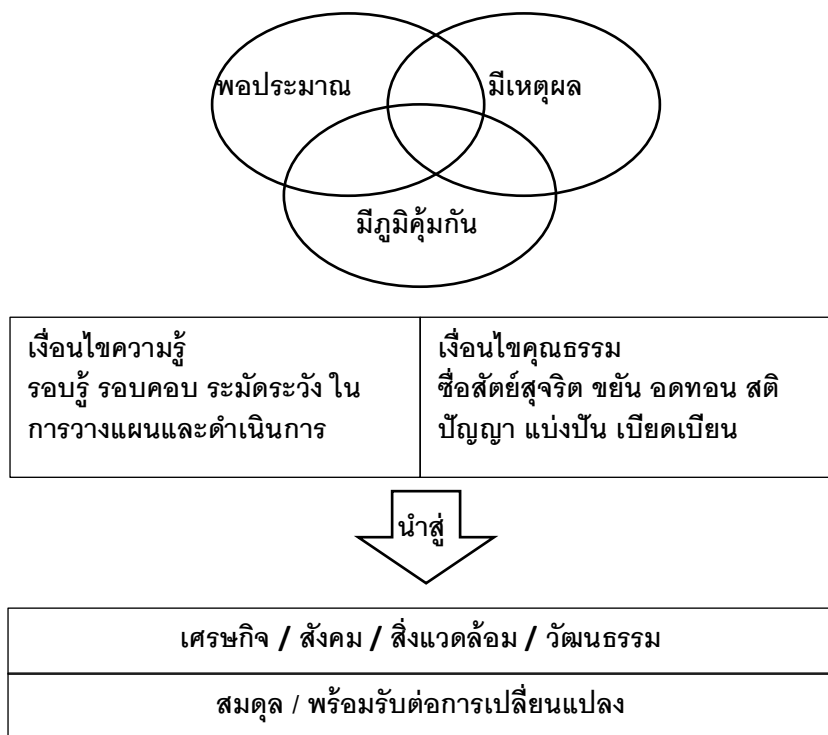 พอประมาณ
มีเหตุผล
มีภูมิคุ้มกัน
เงื่อนไขความรู้
รอบรู้ รอบคอบ ระมัดระวัง ใน
การวางแผนและดำเนินการ
เงื่อนไขคุณธรรม
ซื่อสัตย์สุจริต ขยัน อดทอน สติ
ปัญญา แบ่งปัน เบียดเบียน
นำสู่
เศรษกิจ / สังคม / สิ่งแวดล้อม / วัฒนธรรม
สมดุล / พร้อมรับต่อการเปลี่ยนแปลง